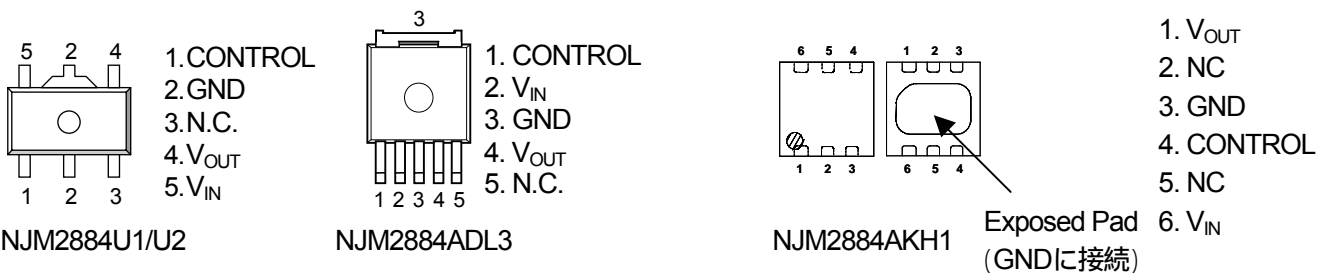 5 2 4
1 2 3
1.CONTROL
2.GND
3.N.C.
4.VOUT
5.VIN
NJM2884U1/U2
3
1 2 3 4 5
1. CONTROL
2. VIN
3. GND
4. VOUT
5. N.C.
NJM2884ADL3
6 5 4
1 2 3
1 2 3
6 5 4
NJM2884AKH1
Exposed Pad
(GNDに接続)
1. VOUT
2. NC
3. GND
4. CONTROL
5. NC
6. VIN